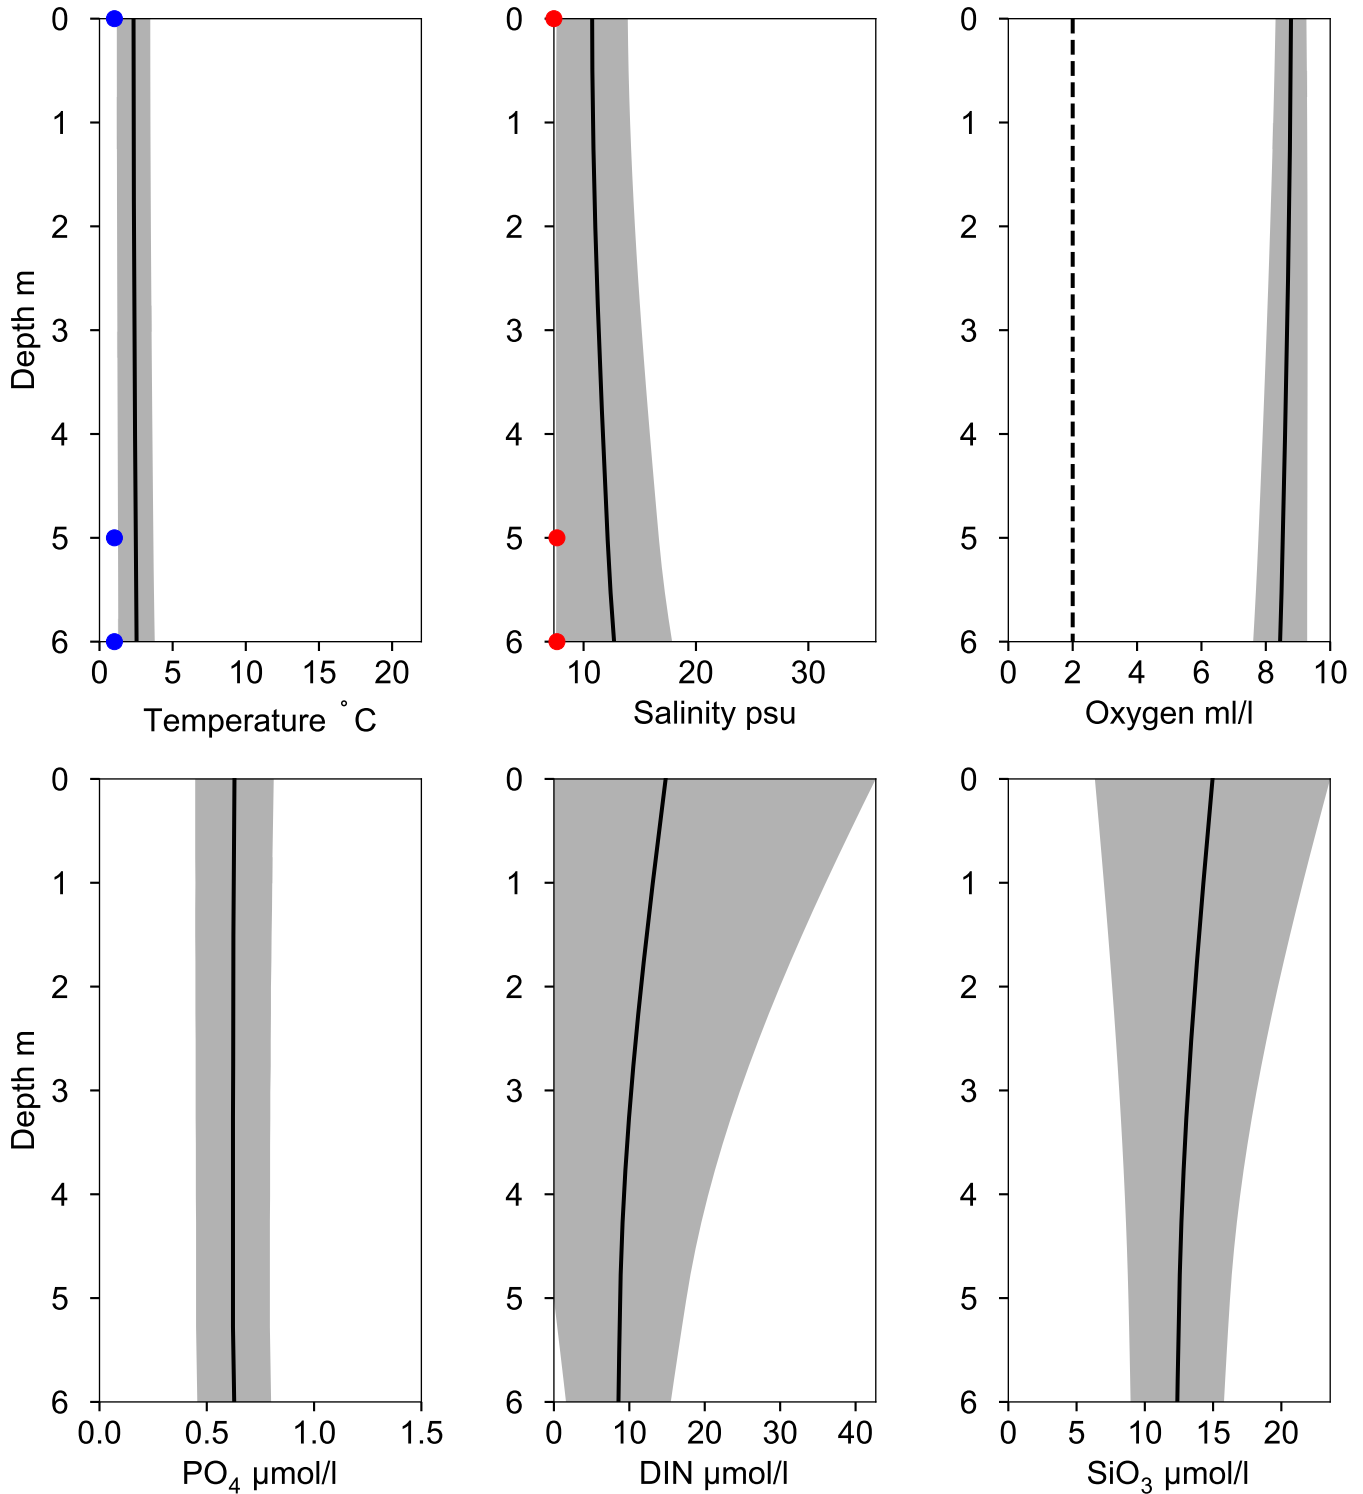 0 0 0
1 1 1
2 2 2
3 3 3
Depth m
4 4 4
5 5 5
6 6 6
0 5 10 15 20 10 20 30 0 2 4 6 8 10
Temperature °C Salinity psu Oxygen ml/l
0 0 0
1 1 1
2 2 2
3 3 3
Depth m
4 4 4
5 5 5
6 6 6
0.0 0.5 1.0 1.5 0 10 20 30 40 0 5 10 15 20
PO4 µmol/l DIN µmol/l SiO3 µmol/l